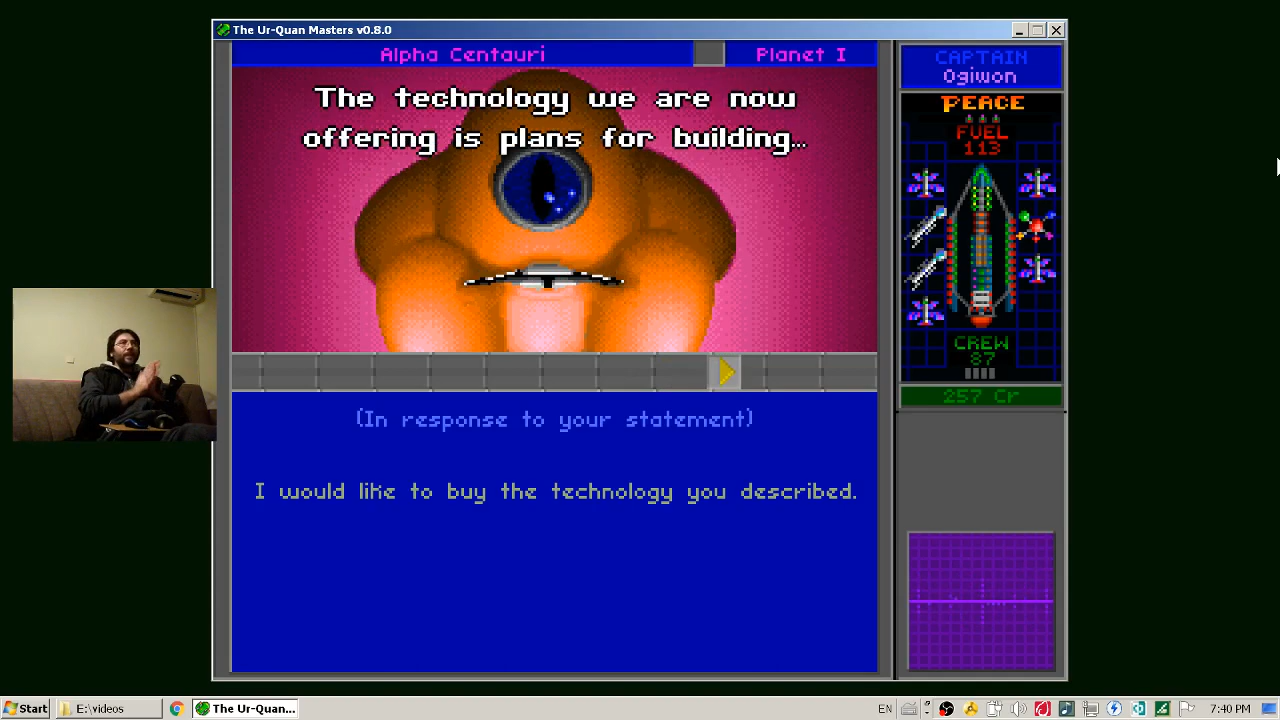 The Ur-Quan Masters v0.8.0
Alpha Centauri
Planet I
The technology we are now
offering is plans for building...
(In response to your statement)
I would like to buy the technology you described.
CAPTAIN
Ogiwon
PEACE
FUEL
113
CREW
87
257 Cr
Start
E:\videos
The Ur-Quan...
EN
7:40 PM